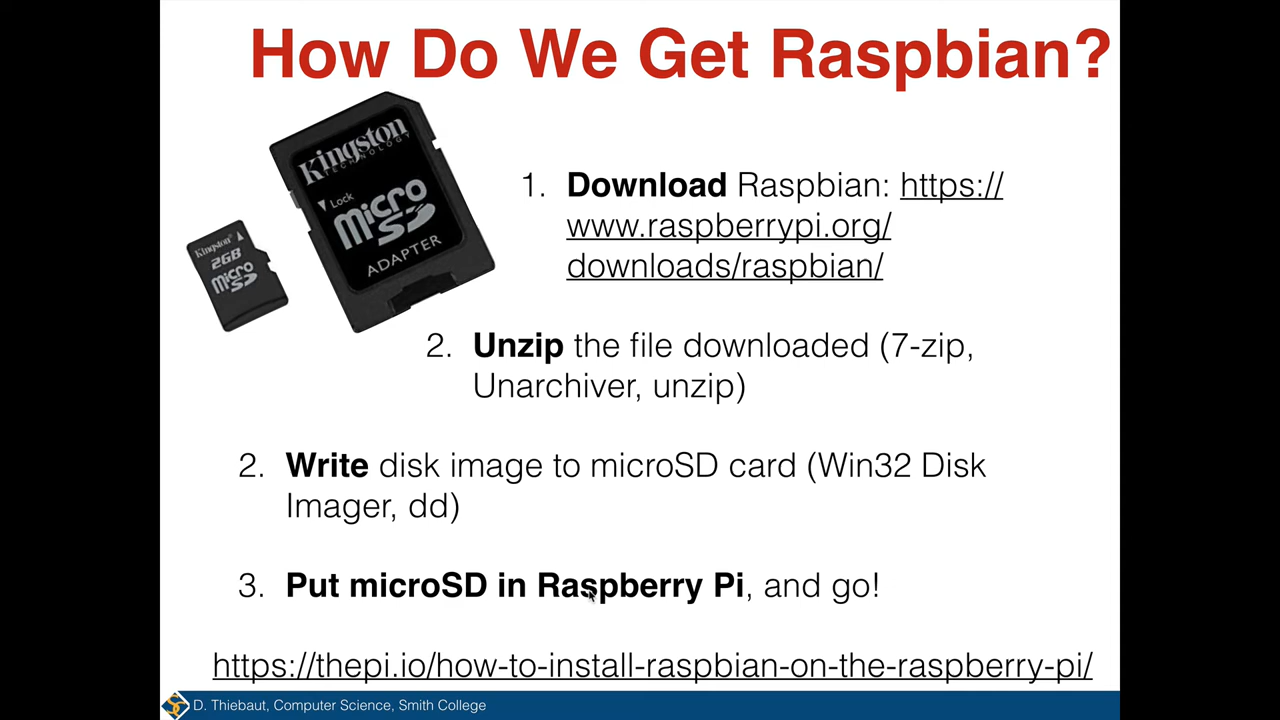 How Do We Get Raspbian?
Kingston
TECHNOLOGY
Lock
micro
SD
ADAPTER
Kingston
2GB
micro
SD
1. Download Raspbian: https://
www.raspberrypi.org/
downloads/raspbian/
2. Unzip the file downloaded (7-zip,
Unarchiver, unzip)
2. Write disk image to microSD card (Win32 Disk
Imager, dd)
3. Put microSD in Raspberry Pi, and go!
https://thepi.io/how-to-install-raspbian-on-the-raspberry-pi/
D. Thiebaut, Computer Science, Smith College